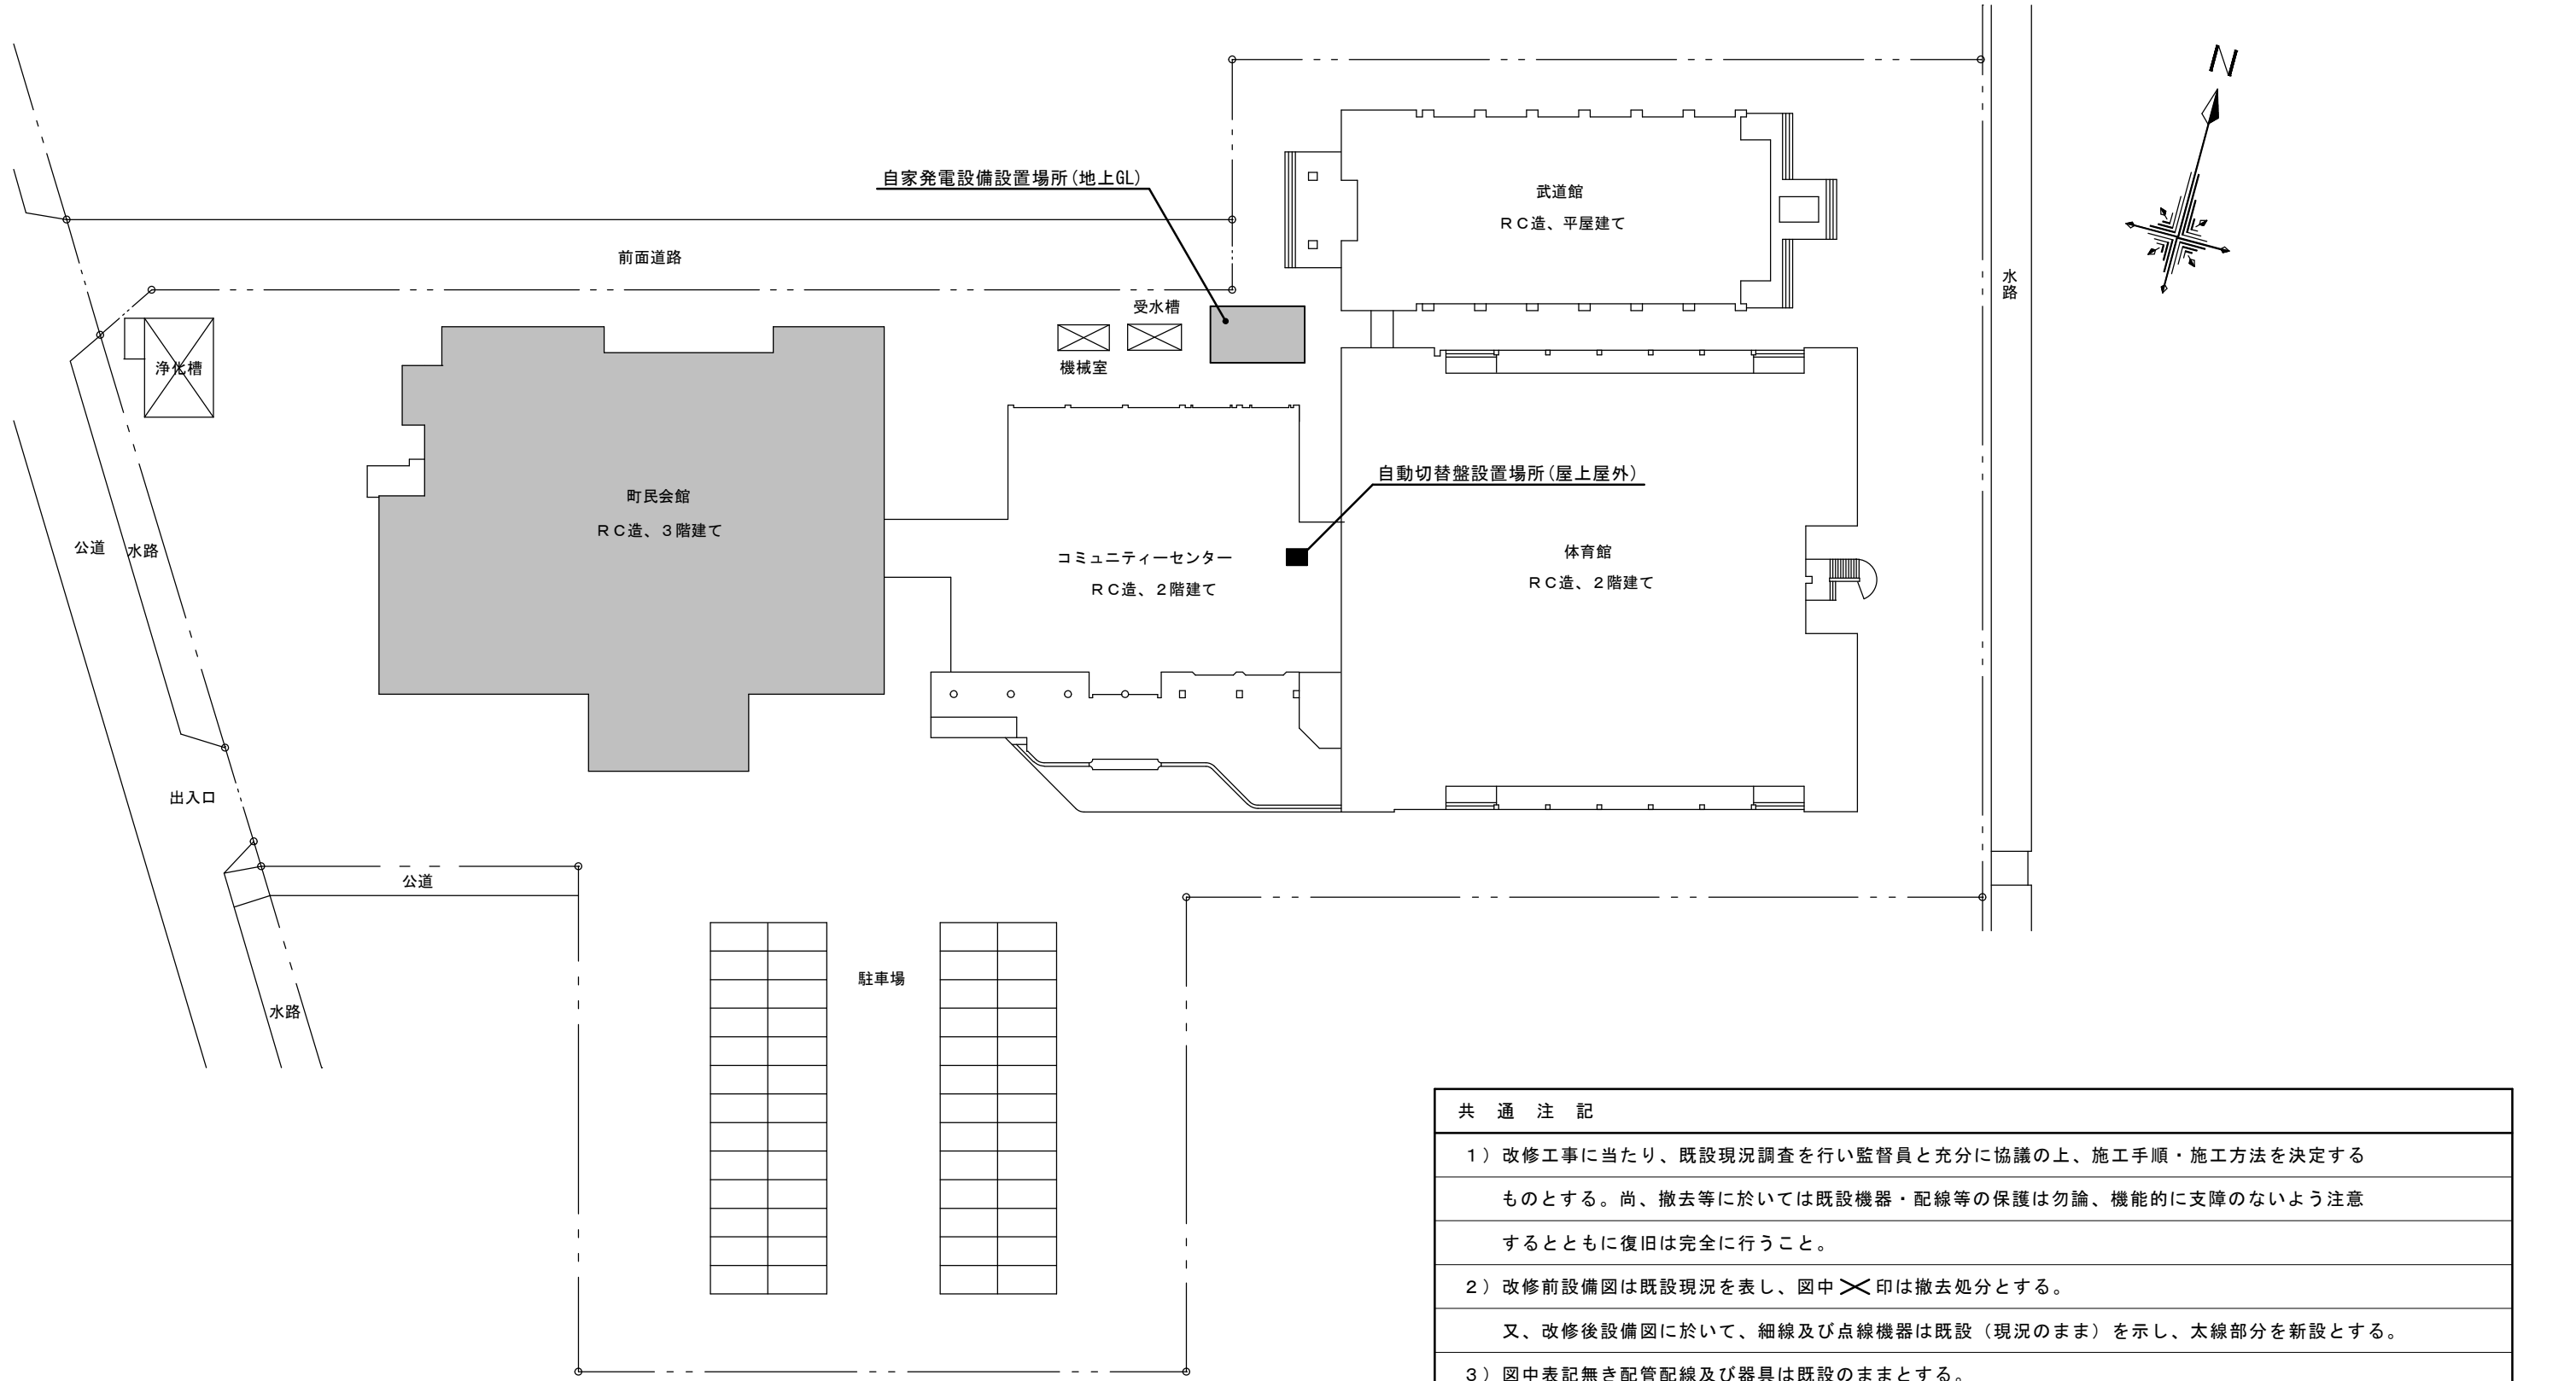 N
自家発電設備設置場所(地上GL)
武道館
ＲＣ造、平屋建て
前面道路
水路
受水槽
機械室
浄化槽
自動切替盤設置場所(屋上屋外)
町民会館
ＲＣ造、３階建て
公道
水路
コミュニティーセンター
ＲＣ造、２階建て
体育館
ＲＣ造、２階建て
出入口
公道
駐車場
水路
共 通 注 記
1）改修工事に当たり、既設現況調査を行い監督員と充分に協議の上、施工手順・施工方法を決定する
ものとする。尚、撤去等に於いては既設機器・配線等の保護は勿論、機能的に支障のないよう注意
するとともに復旧は完全に行うこと。
2）改修前設備図は既設現況を表し、図中 印は撤去処分とする。
又、改修後設備図に於いて、細線及び点線機器は既設（現況のまま）を示し、太線部分を新設とする。
3）図中表記無き配管配線及び器具は既設のままとする。